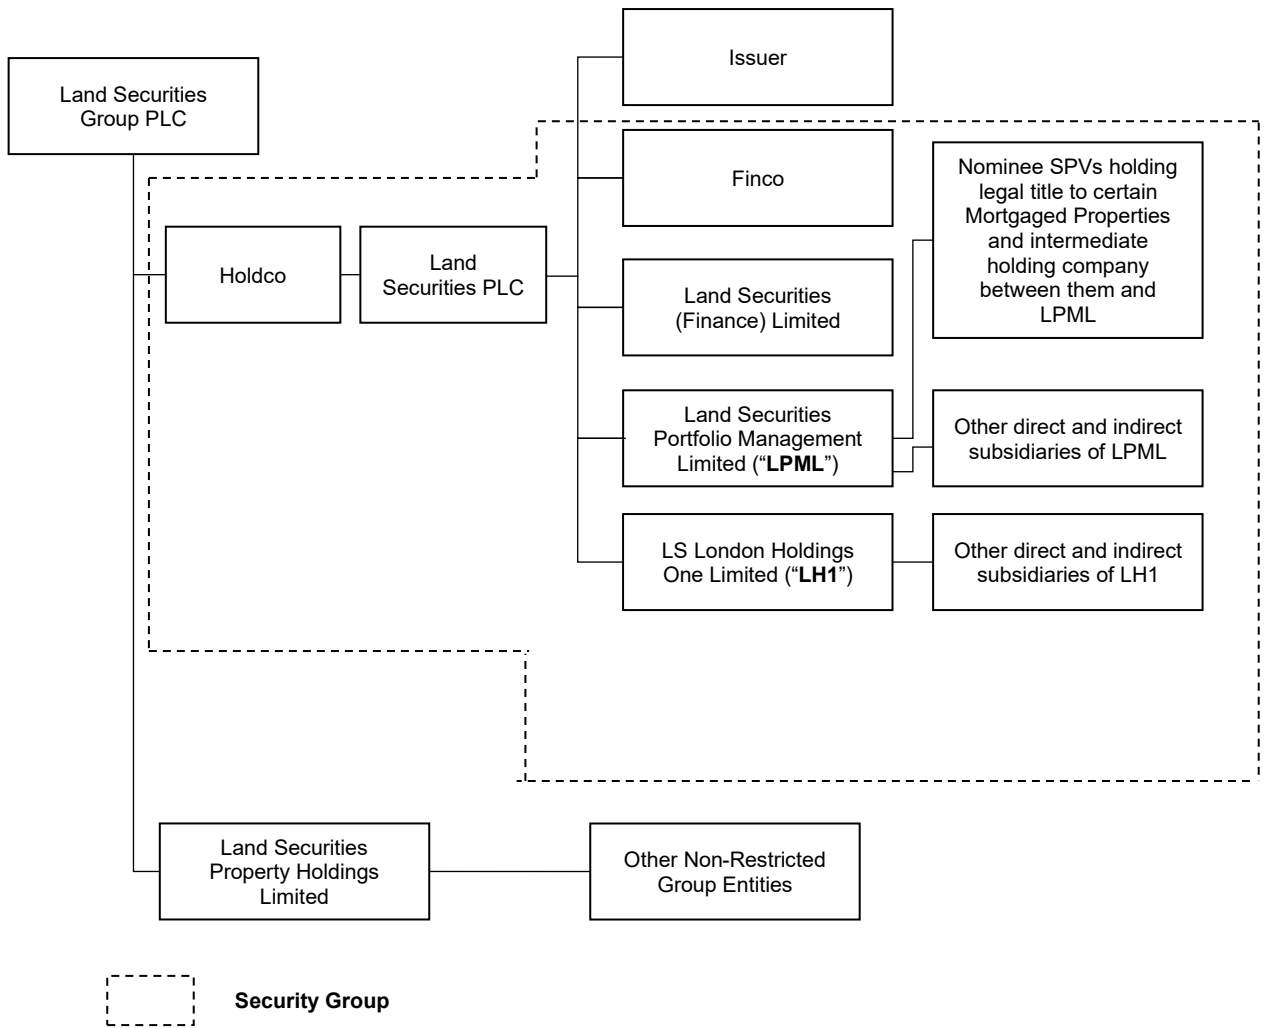 Issuer
Land Securities
Group PLC
Finco
Nominee SPVs holding
legal title to certain
Mortgaged Properties
and intermediate
holding company
between them and
LPML
Holdco
Land
Securities PLC
Land Securities
(Finance) Limited
Land Securities
Portfolio Management
Limited (“LPML”)
Other direct and indirect
subsidiaries of LPML
LS London Holdings
One Limited (“LH1”)
Other direct and indirect
subsidiaries of LH1
Land Securities
Property Holdings
Limited
Other Non-Restricted
Group Entities
Security Group